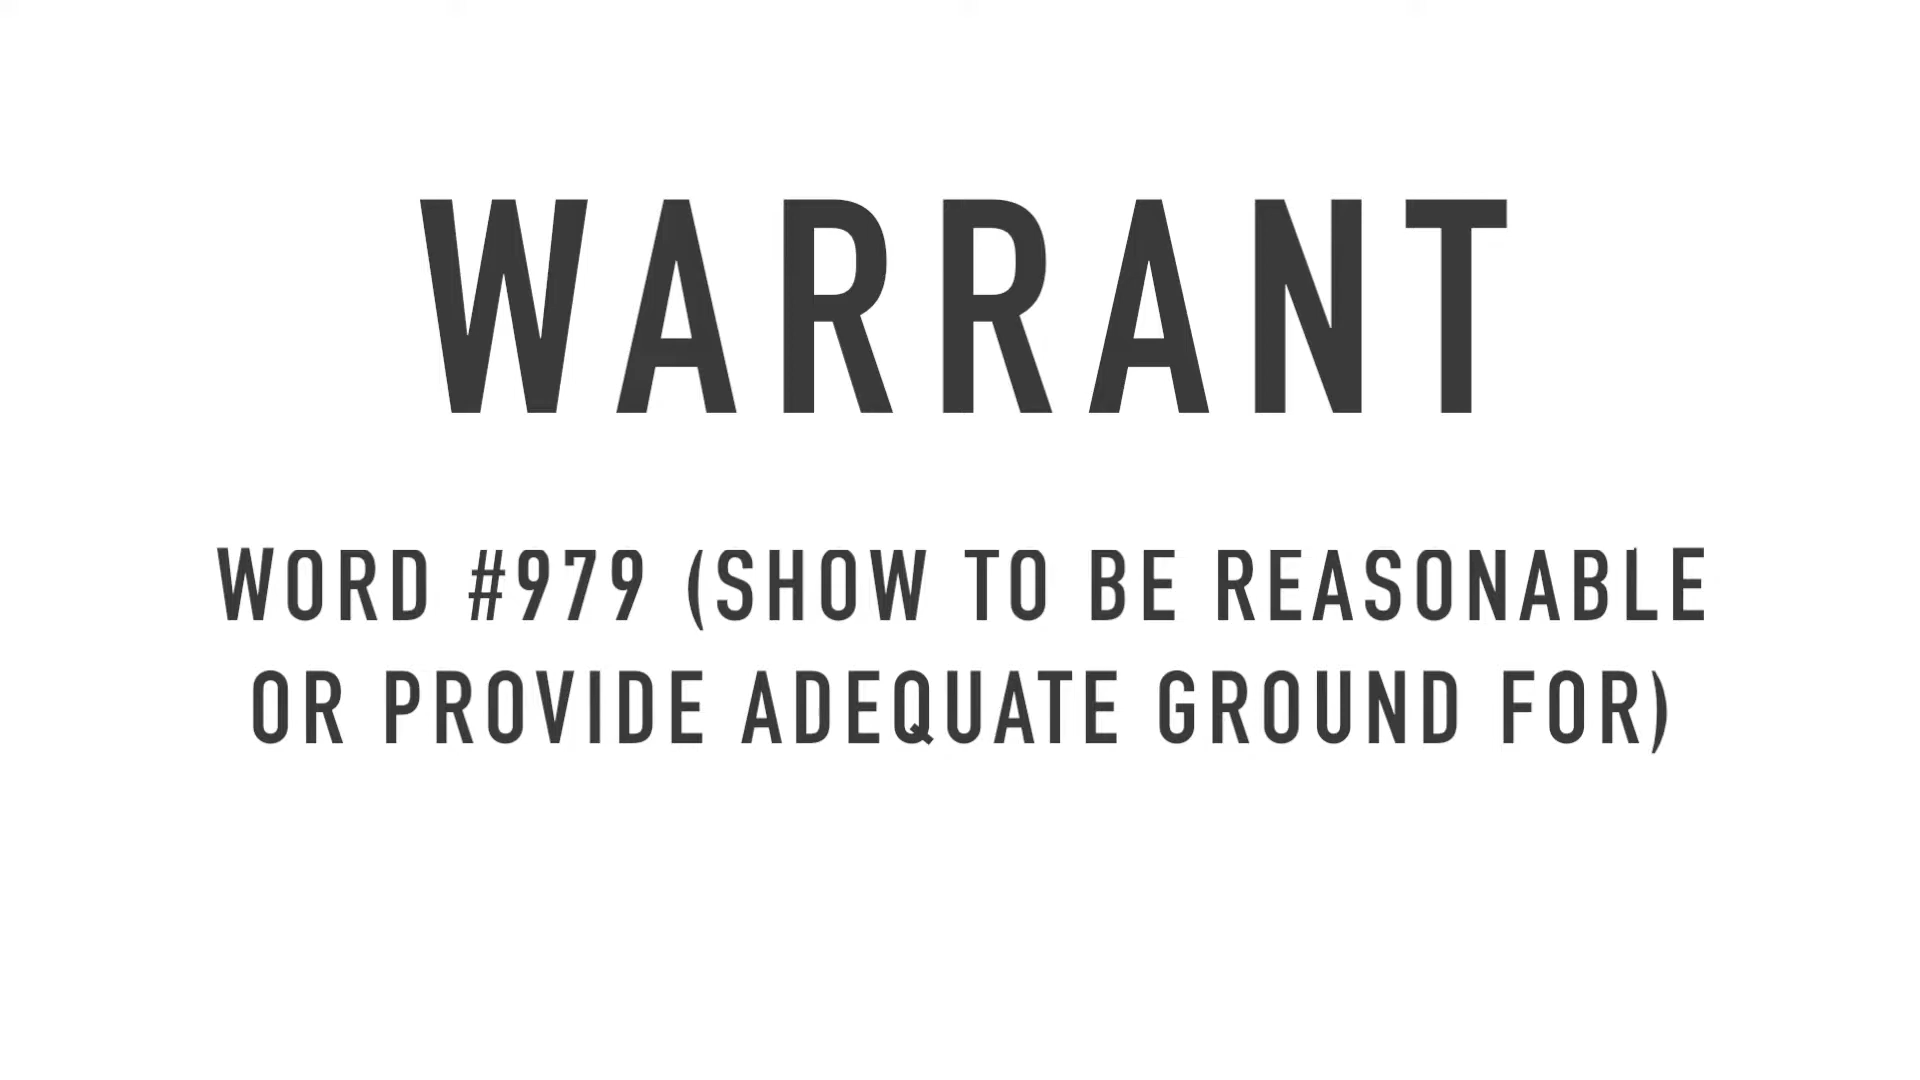 WARRANT
WORD #979 (SHOW TO BE REASONABLE
OR PROVIDE ADEQUATE GROUND FOR)